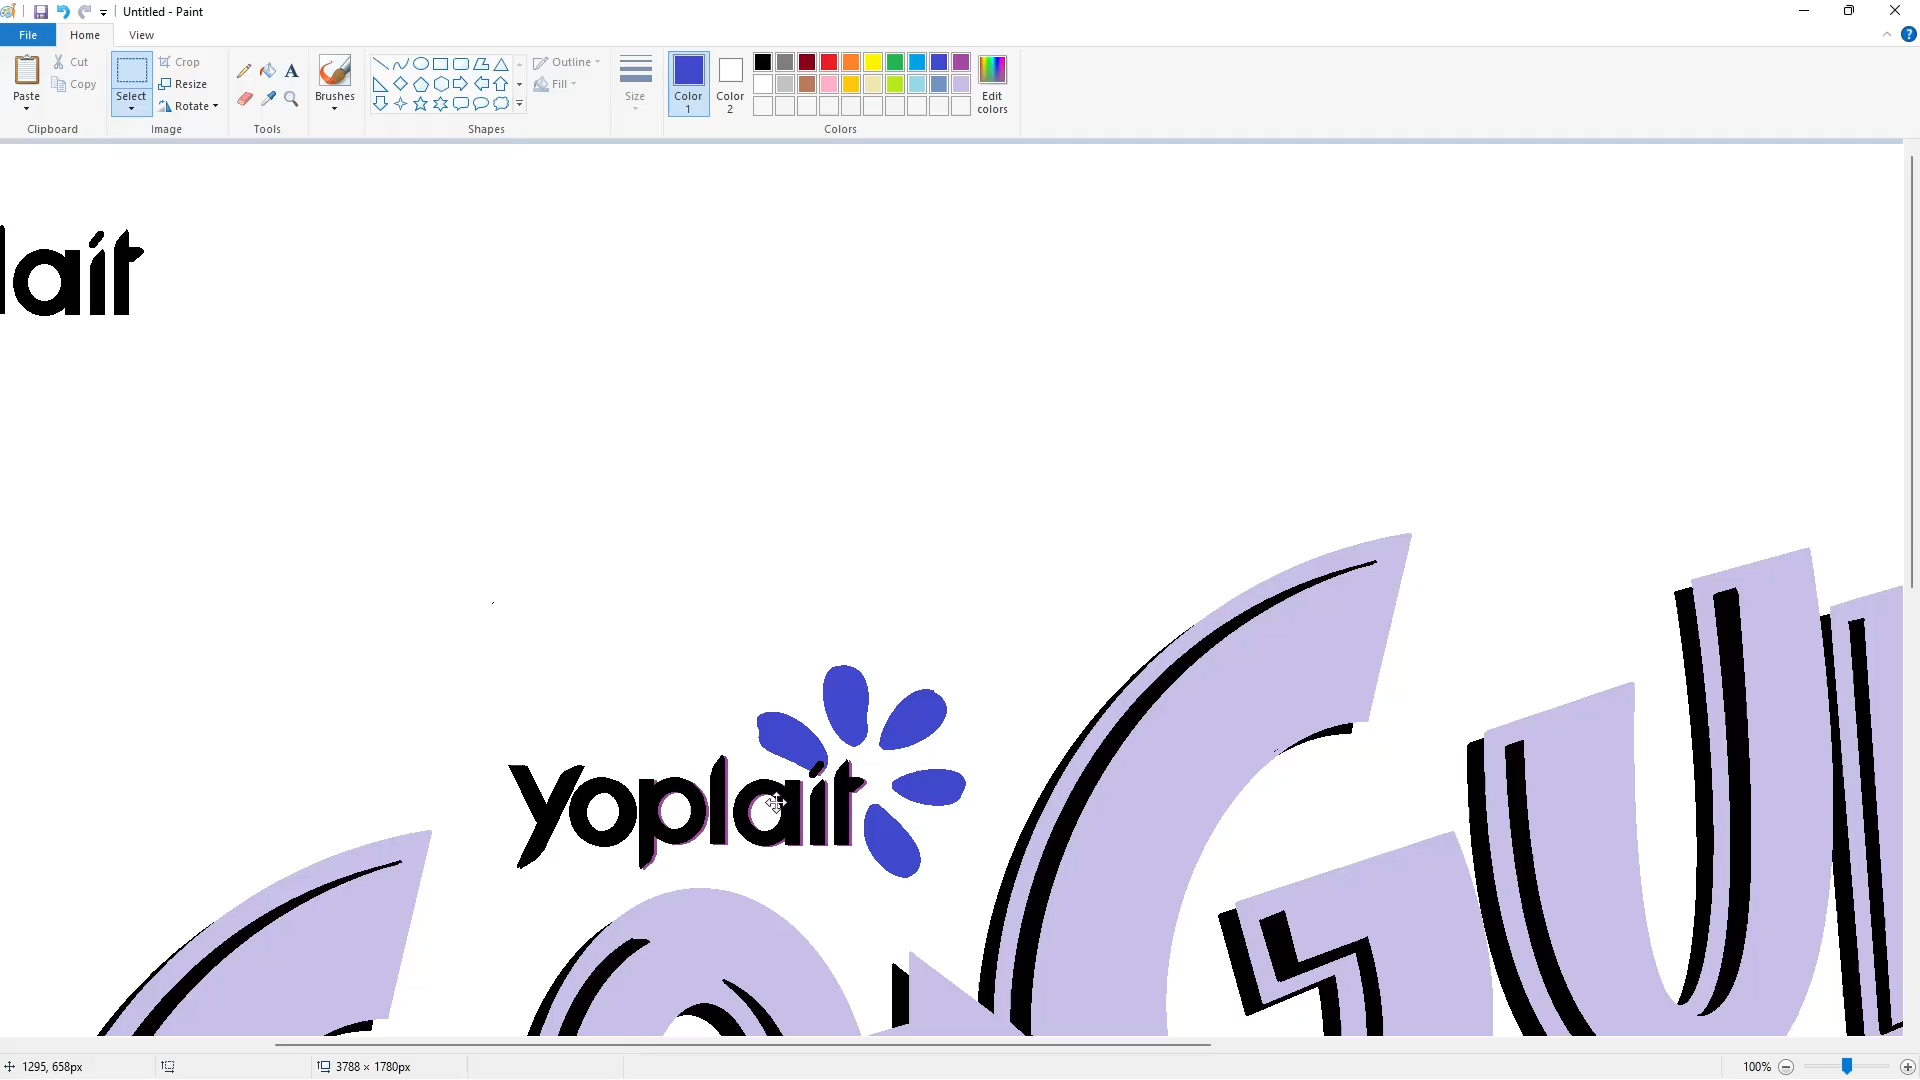 Untitled - Paint
File
Home
View
Paste
Cut
Copy
Clipboard
Select
Crop
Resize
Rotate
Image
Tools
Brushes
Shapes
Outline
Fill
Size
Color
1
Color
2
Edit
colors
Colors
lait
yoplait
1295, 658px
3788 × 1780px
100%